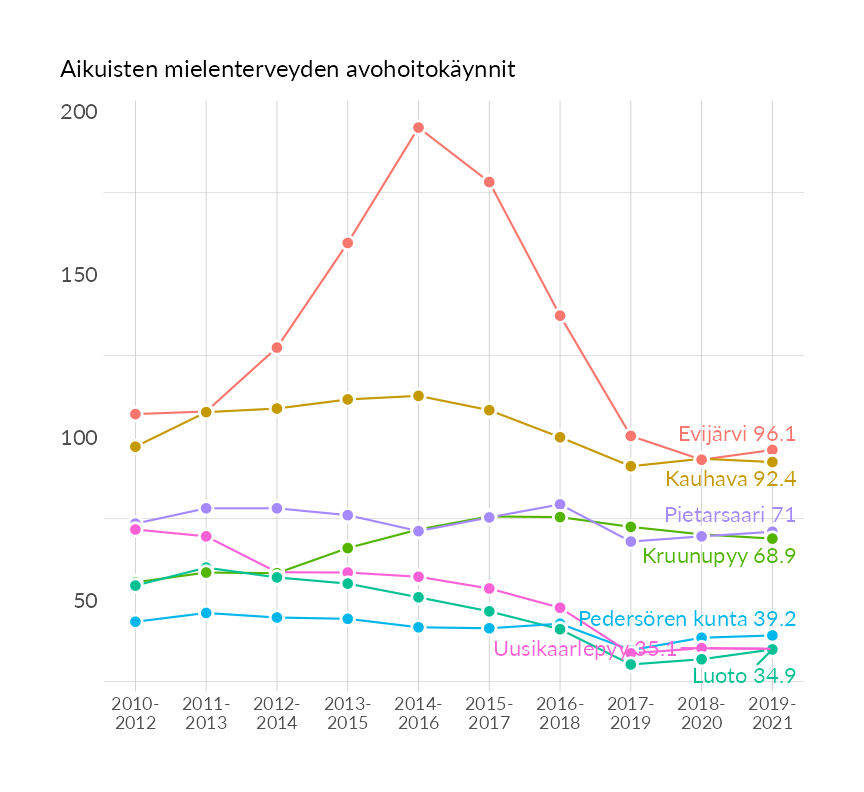 Aikuisten mielenterveyden avohoitokäynnit
200
150
100
50
Evijärvi 96.1
Kauhava 92.4
Pietarsaari 71
Kruunupyy 68.9
Pedersören kunta 39.2
Uusikaarlepyy 35.1
Luoto 34.9
2010- 2011- 2012- 2013- 2014- 2015- 2016- 2017- 2018- 2019-
2012 2013 2014 2015 2016 2017 2018 2019 2020 2021